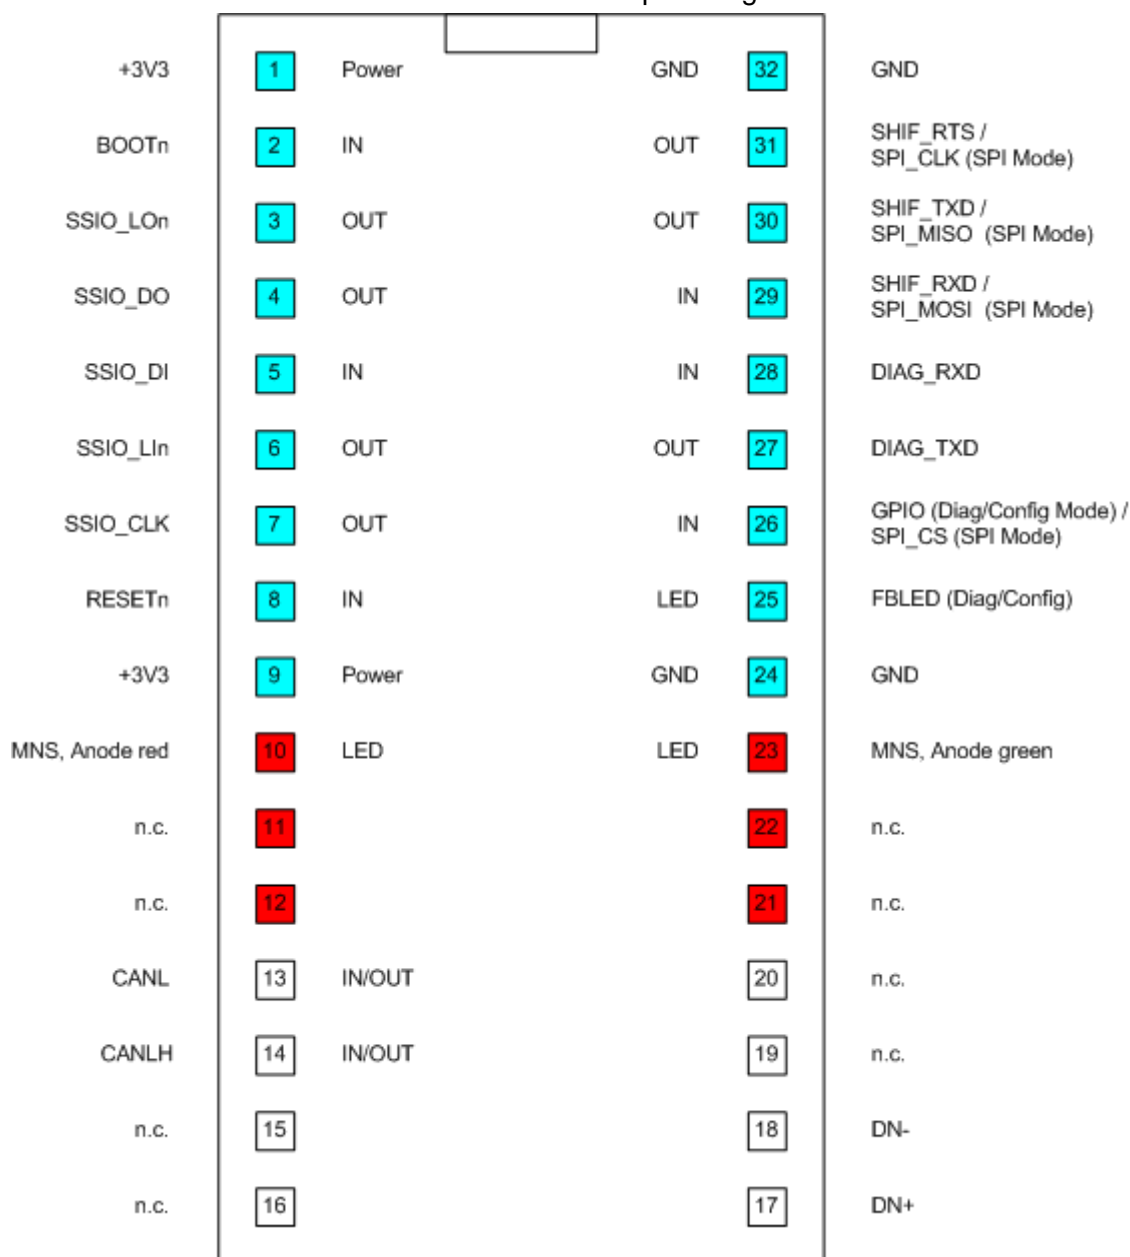 +3V3 1 Power GND 32 GND
BOOTn 2 IN OUT 31 SHIF_RTS /
SPI_CLK (SPI Mode)
SSIO_LOn 3 OUT OUT 30 SHIF_TXD /
SPI_MISO (SPI Mode)
SSIO_DO 4 OUT IN 29 SHIF_RXD /
SPI_MOSI (SPI Mode)
SSIO_DI 5 IN IN 28 DIAG_RXD
SSIO_LIn 6 OUT OUT 27 DIAG_TXD
SSIO_CLK 7 OUT IN 26 GPIO (Diag/Config Mode) /
SPI_CS (SPI Mode)
RESETn 8 IN LED 25 FBLED (Diag/Config)
+3V3 9 Power GND 24 GND
MNS, Anode red 10 LED LED 23 MNS, Anode green
n.c. 11 22 n.c.
n.c. 12 21 n.c.
CANL 13 IN/OUT 20 n.c.
CANLH 14 IN/OUT 19 n.c.
n.c. 15 18 DN-
n.c. 16 17 DN+